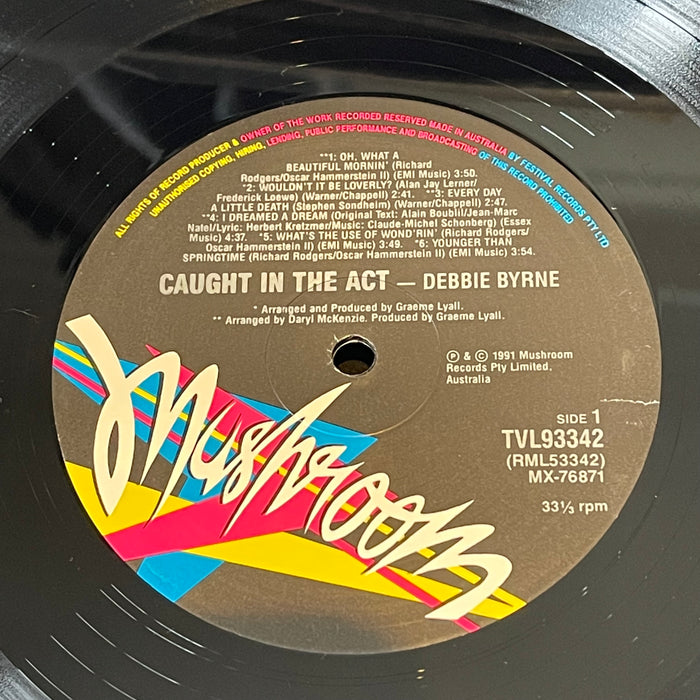 ALL RIGHTS OF RECORD PRODUCER & OWNER OF THE WORK RECORDED RESERVED MADE IN AUSTRALIA BY FESTIVAL RECORDS PTY LTD
UNAUTHORISED COPYING, HIRING, LENDING, PUBLIC PERFORMANCE AND BROADCASTING OF THIS RECORD PROHIBITED
**1: OH, WHAT A
BEAUTIFUL MORNIN' (Richard
Rodgers/Oscar Hammerstein II) (EMI Music) 3:50.
**2: WOULDN'T IT BE LOVERLY? (Alan Jay Lerner/
Frederick Loewe) (Warner/Chappell) 2:41. **3: EVERY DAY
A LITTLE DEATH (Stephen Sondheim) (Warner/Chappell) 2:47.
**4: I DREAMED A DREAM (Original Text: Alain Boublil/Jean-Marc
Natel/Lyric: Herbert Kretzmer/Music: Claude-Michel Schonberg) (Essex
Music) 4:37. *5: WHAT'S THE USE OF WOND'RIN' (Richard Rodgers/
Oscar Hammerstein II) (EMI Music) 3:49. *6: YOUNGER THAN
SPRINGTIME (Richard Rodgers/Oscar Hammerstein II) (EMI Music) 3:54.
CAUGHT IN THE ACT — DEBBIE BYRNE
* Arranged and Produced by Graeme Lyall.
** Arranged by Daryl McKenzie. Produced by Graeme Lyall.
℗ & © 1991 Mushroom
Records Pty Limited,
Australia
SIDE 1
TVL93342
(RML53342)
MX-76871
33⅓ rpm
Mushroom